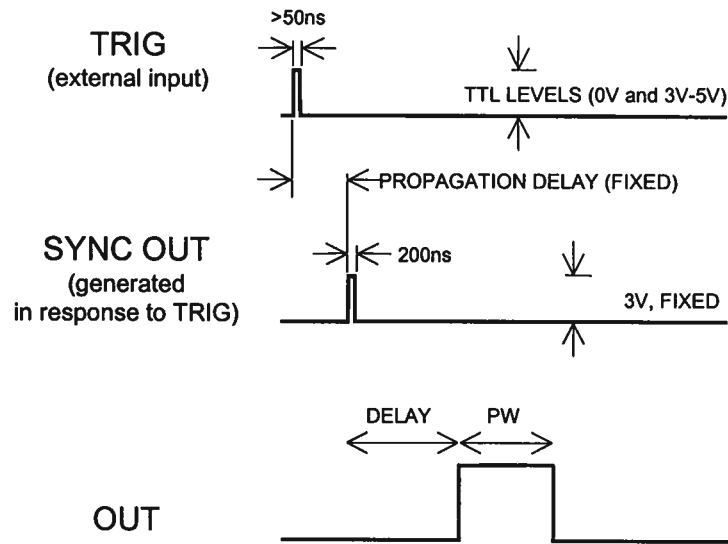 >50ns
TRIG
(external input)
TTL LEVELS (0V and 3V-5V)
PROPAGATION DELAY (FIXED)
SYNC OUT
(generated
in response to TRIG)
200ns
3V, FIXED
DELAY
PW
OUT